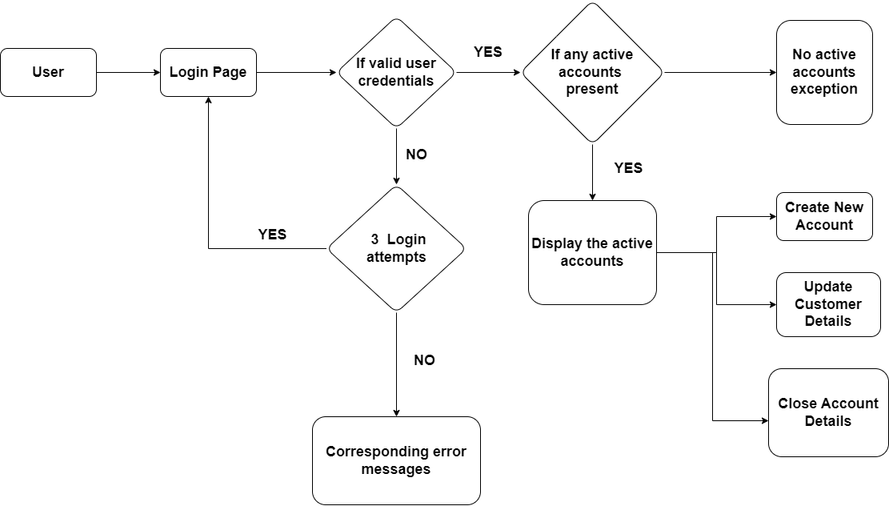 User
Login Page
If valid user
credentials
YES
If any active
accounts
present
No active
accounts
exception
NO
YES
3 Login
attempts
YES
Display the active
accounts
Create New
Account
Update
Customer
Details
NO
Close Account
Details
Corresponding error
messages